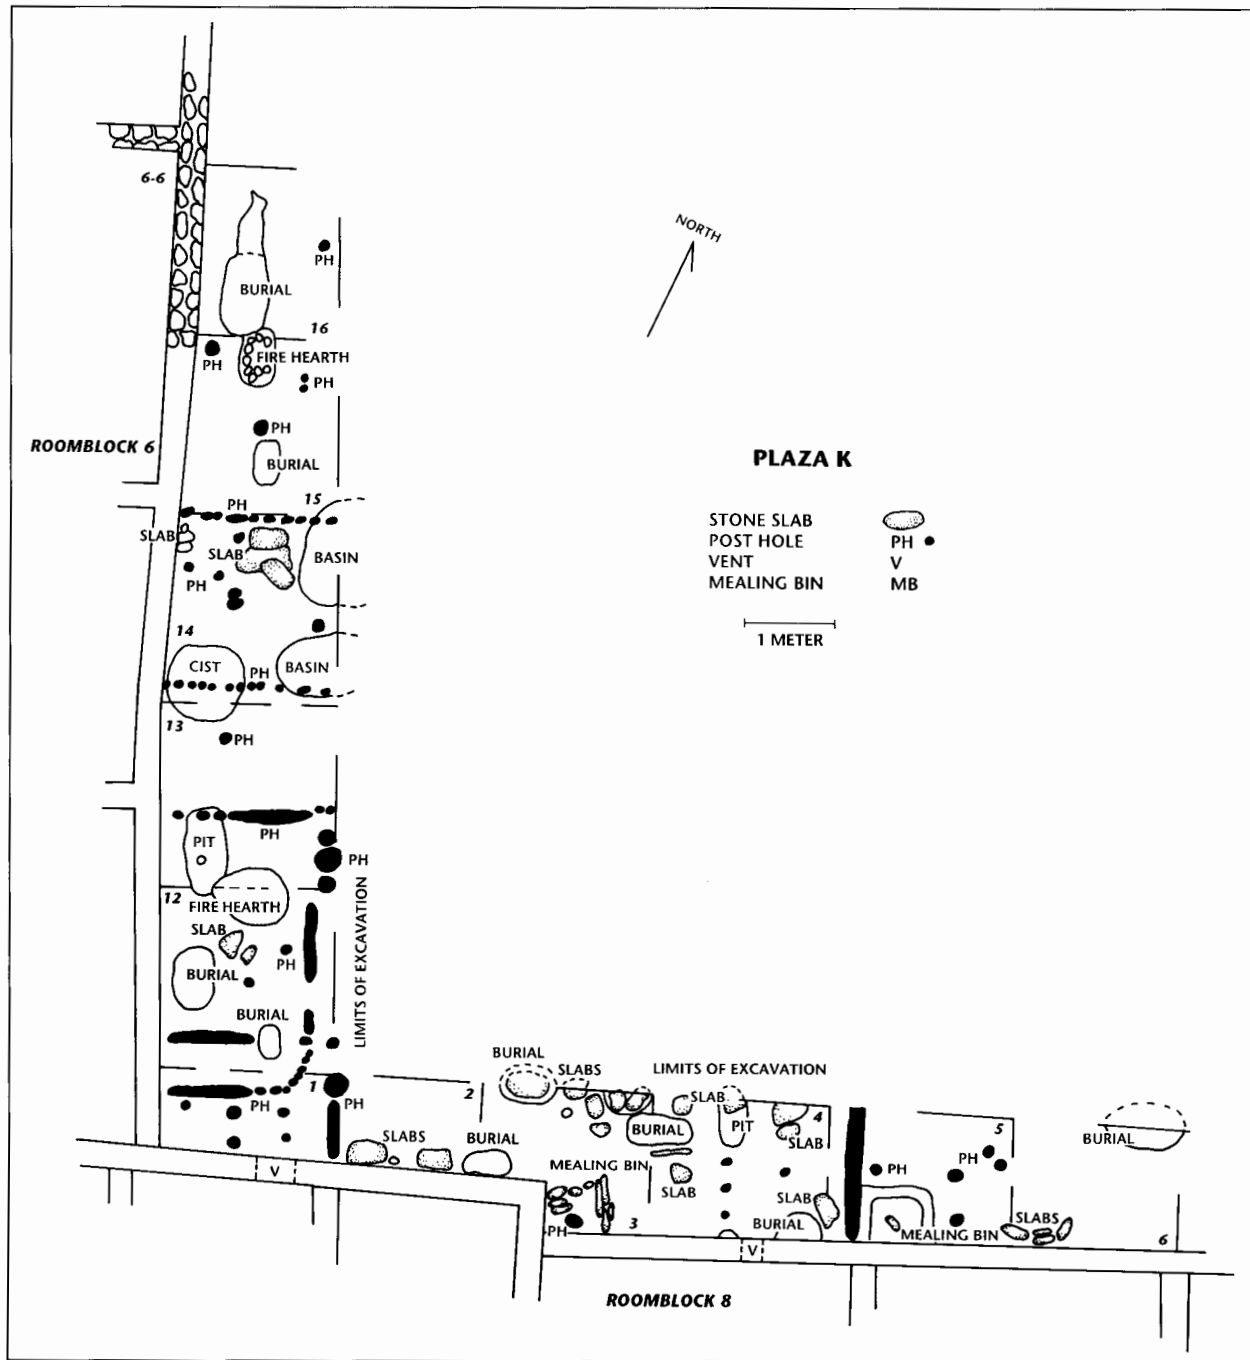 6-6
NORTH
PH
BURIAL
16
PH
FIRE HEARTH
PH
PH
ROOMBLOCK 6
BURIAL
PLAZA K
PH
15
STONE SLAB
POST HOLE PH
VENT V
MEALING BIN MB
SLAB
SLAB
BASIN
PH
1 METER
14
CIST
PH
BASIN
13
PH
PH
PIT
PH
12
FIRE HEARTH
LIMITS OF EXCAVATION
SLAB
PH
BURIAL
BURIAL
BURIAL
SLABS
LIMITS OF EXCAVATION
1
2
SLAB
4
PH
PH
BURIAL
PIT
5
SLABS
BURIAL
SLAB
BURIAL
V
MEALING BIN
SLAB
PH
SLAB
PH
3
BURIAL
MEALING BIN
SLABS
6
V
ROOMBLOCK 8